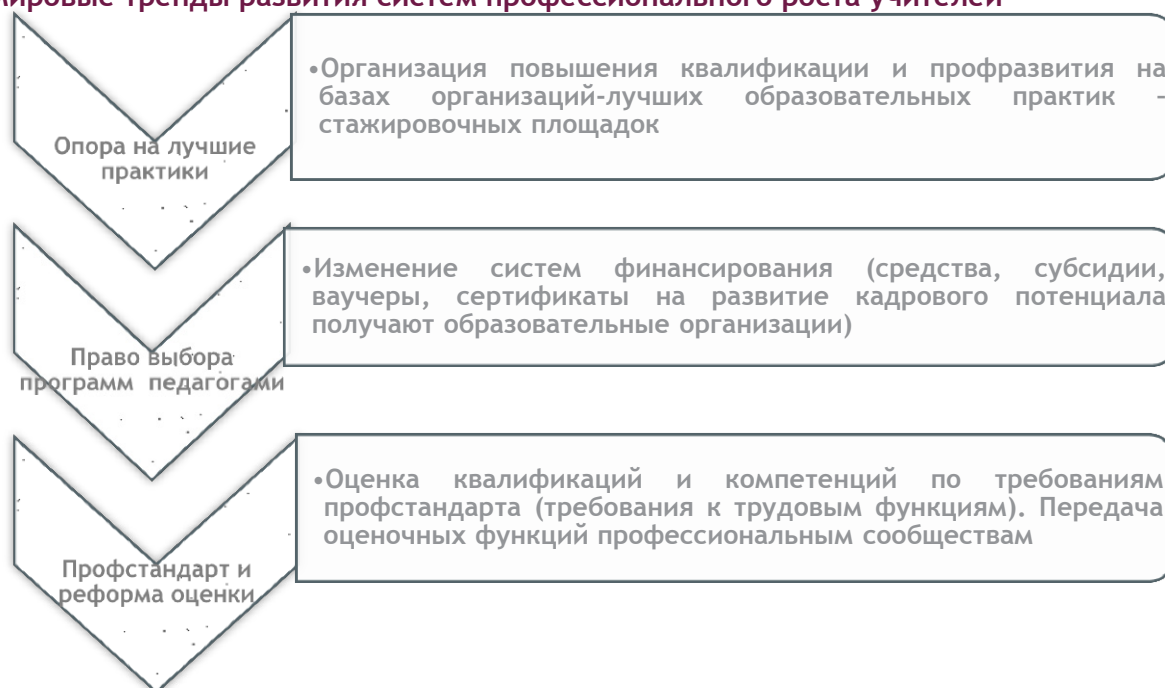 мировые тренды развития систем профессионального роста учителей
Опора на лучшие
практики
•Организация повышения квалификации и профразвития на
базах организаций-лучших образовательных практик –
стажировочных площадок
Право выбора
программ педагогами
•Изменение систем финансирования (средства, субсидии,
ваучеры, сертификаты на развитие кадрового потенциала
получают образовательные организации)
Профстандарт и
реформа оценки
•Оценка квалификаций и компетенций по требованиям
профстандарта (требования к трудовым функциям). Передача
оценочных функций профессиональным сообществам